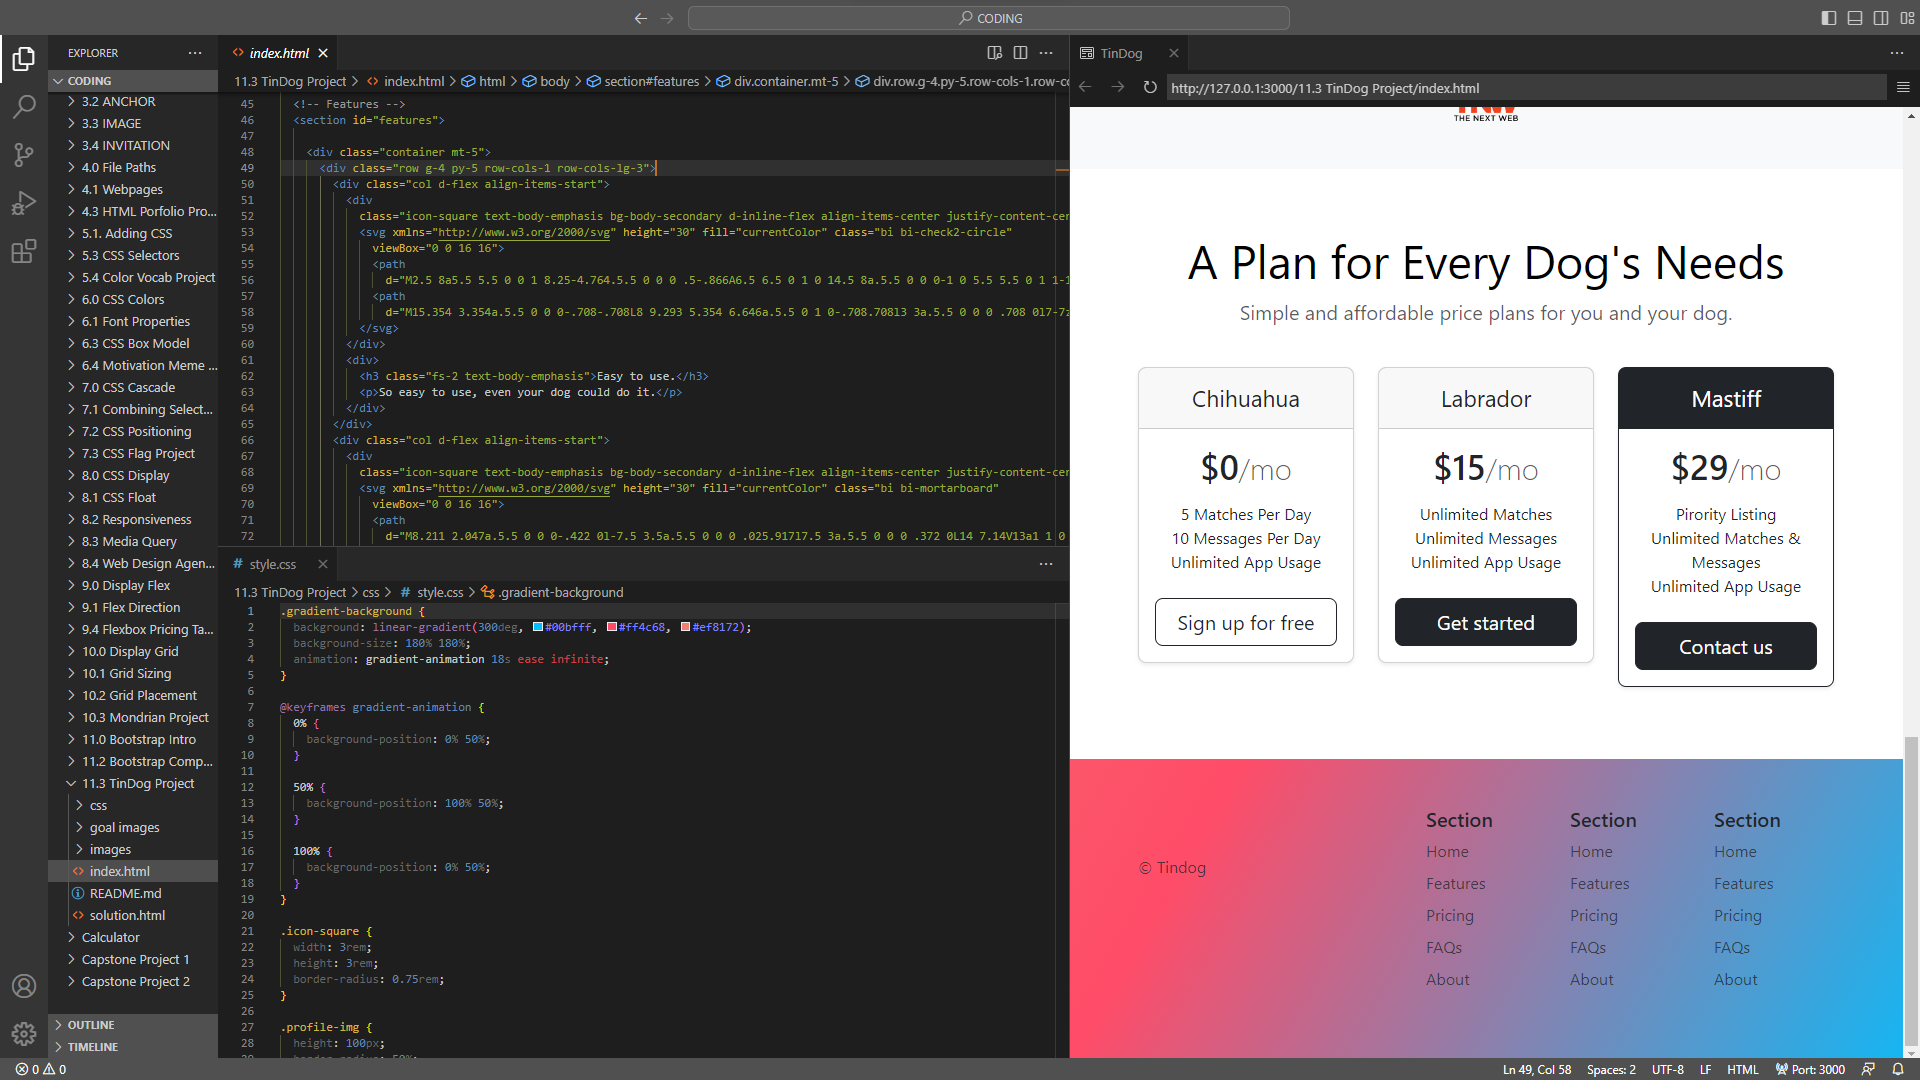 CODING
EXPLORER
CODING
3.2 ANCHOR
3.3 IMAGE
3.4 INVITATION
4.0 File Paths
4.1 Webpages
4.3 HTML Porfolio Pro...
5.1. Adding CSS
5.3 CSS Selectors
5.4 Color Vocab Project
6.0 CSS Colors
6.1 Font Properties
6.3 CSS Box Model
6.4 Motivation Meme ...
7.0 CSS Cascade
7.1 Combining Select...
7.2 CSS Positioning
7.3 CSS Flag Project
8.0 CSS Display
8.1 CSS Float
8.2 Responsiveness
8.3 Media Query
8.4 Web Design Agen...
9.0 Display Flex
9.1 Flex Direction
9.4 Flexbox Pricing Ta...
10.0 Display Grid
10.1 Grid Sizing
10.2 Grid Placement
10.3 Mondrian Project
11.0 Bootstrap Intro
11.2 Bootstrap Comp...
11.3 TinDog Project
css
goal images
images
index.html
README.md
solution.html
Calculator
Capstone Project 1
Capstone Project 2
OUTLINE
TIMELINE
index.html
11.3 TinDog Project > index.html > html > body > section#features > div.container.mt-5 > div.row.g-4.py-5.row-cols-1.row-co
45 <!-- Features -->
46 <section id="features">
47
48 <div class="container mt-5">
49 <div class="row g-4 py-5 row-cols-1 row-cols-lg-3">
50 <div class="col d-flex align-items-start">
51 <div
52 class="icon-square text-body-emphasis bg-body-secondary d-inline-flex align-items-center justify-content-cen
53 <svg xmlns="http://www.w3.org/2000/svg" height="30" fill="currentColor" class="bi bi-check2-circle"
54 viewBox="0 0 16 16">
55 <path
56 d="M2.5 8a5.5 5.5 0 0 1 8.25-4.764.5.5 0 0 0 .5-.866A6.5 6.5 0 1 0 14.5 8a.5.5 0 0 0-1 0 5.5 5.5 0 1 1-1
57 <path
58 d="M15.354 3.354a.5.5 0 0 0-.708-.708L8 9.293 5.354 6.646a.5.5 0 1 0-.708.708l3 3a.5.5 0 0 0 .708 0l7-7z
59 </svg>
60 </div>
61 <div>
62 <h3 class="fs-2 text-body-emphasis">Easy to use.</h3>
63 <p>So easy to use, even your dog could do it.</p>
64 </div>
65 </div>
66 <div class="col d-flex align-items-start">
67 <div
68 class="icon-square text-body-emphasis bg-body-secondary d-inline-flex align-items-center justify-content-cen
69 <svg xmlns="http://www.w3.org/2000/svg" height="30" fill="currentColor" class="bi bi-mortarboard"
70 viewBox="0 0 16 16">
71 <path
72 d="M8.211 2.047a.5.5 0 0 0-.422 0l-7.5 3.5a.5.5 0 0 0 .025.917l7.5 3a.5.5 0 0 0 .372 0L14 7.14V13a1 1 0
# style.css
11.3 TinDog Project > css > # style.css > .gradient-background
1 .gradient-background {
2 background: linear-gradient(300deg, #00bfff, #ff4c68, #ef8172);
3 background-size: 180% 180%;
4 animation: gradient-animation 18s ease infinite;
5 }
6
7 @keyframes gradient-animation {
8 0% {
9 background-position: 0% 50%;
10 }
11
12 50% {
13 background-position: 100% 50%;
14 }
15
16 100% {
17 background-position: 0% 50%;
18 }
19 }
20
21 .icon-square {
22 width: 3rem;
23 height: 3rem;
24 border-radius: 0.75rem;
25 }
26
27 .profile-img {
28 height: 100px;
TinDog
http://127.0.0.1:3000/11.3 TinDog Project/index.html
THE NEXT WEB
A Plan for Every Dog's Needs
Simple and affordable price plans for you and your dog.
Chihuahua
$0/mo
5 Matches Per Day
10 Messages Per Day
Unlimited App Usage
Sign up for free
Labrador
$15/mo
Unlimited Matches
Unlimited Messages
Unlimited App Usage
Get started
Mastiff
$29/mo
Pirority Listing
Unlimited Matches &
Messages
Unlimited App Usage
Contact us
© Tindog
Section
Home
Features
Pricing
FAQs
About
Section
Home
Features
Pricing
FAQs
About
Section
Home
Features
Pricing
FAQs
About
0 0
Ln 49, Col 58 Spaces: 2 UTF-8 LF HTML Port: 3000